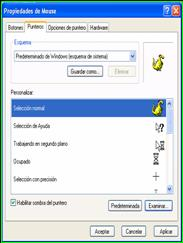 Propiedades de Mouse
Botones Punteros Opciones de puntero Hardware
Esquema
Predeterminado de Windows (esquema de sistema)
Guardar como... Eliminar
Personalizar:
Selección normal
Selección de Ayuda
Trabajando en segundo plano
Ocupado
Selección con precisión
Habilitar sombra del puntero Predeterminada Examinar...
Aceptar Cancelar Aplicar